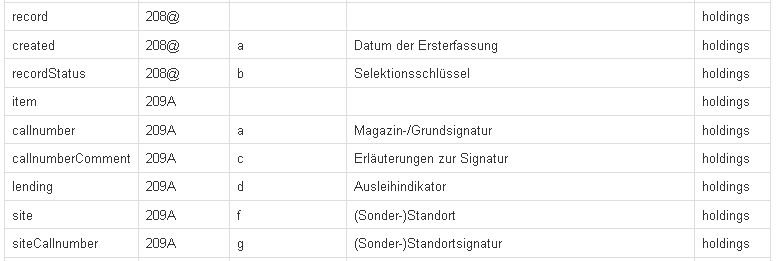 record 208@ holdings
created 208@ a Datum der Ersterfassung holdings
recordStatus 208@ b Selektionsschlüssel holdings
item 209A holdings
callnumber 209A a Magazin-/Grundsignatur holdings
callnumberComment 209A c Erläuterungen zur Signatur holdings
lending 209A d Ausleihindikator holdings
site 209A f (Sonder-)Standort holdings
siteCallnumber 209A g (Sonder-)Standortsignatur holdings